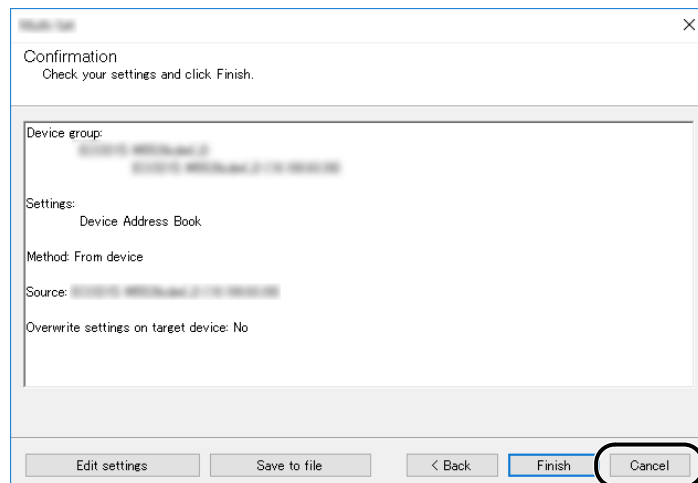 Confirmation
Check your settings and click Finish.
Device group:
Settings:
Device Address Book
Method: From device
Source:
Overwrite settings on target device: No
Edit settings
Save to file
< Back
Finish
Cancel